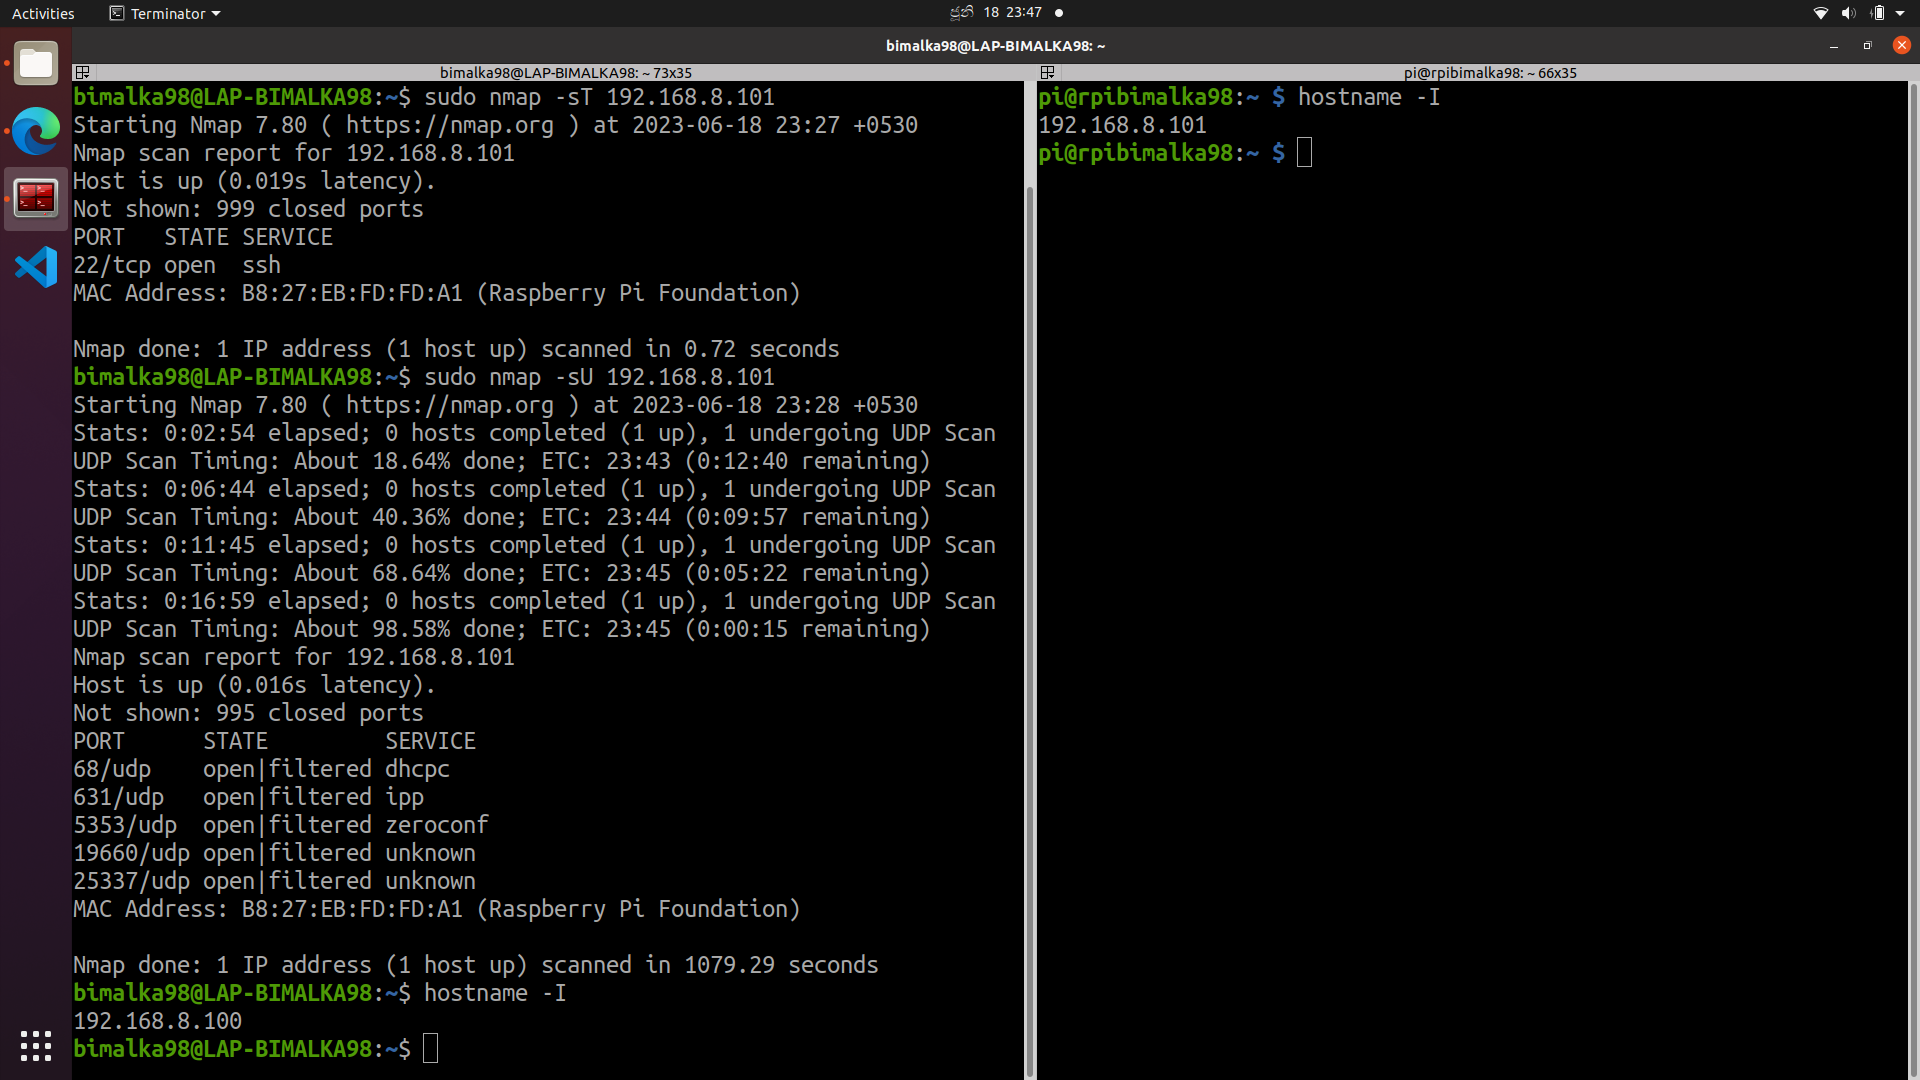 Activities
Terminator
ජූනි 18 23:47
bimalka98@LAP-BIMALKA98: ~
bimalka98@LAP-BIMALKA98: ~ 73x35
bimalka98@LAP-BIMALKA98:~$ sudo nmap -sT 192.168.8.101
Starting Nmap 7.80 ( https://nmap.org ) at 2023-06-18 23:27 +0530
Nmap scan report for 192.168.8.101
Host is up (0.019s latency).
Not shown: 999 closed ports
PORT   STATE SERVICE
22/tcp open  ssh
MAC Address: B8:27:EB:FD:FD:A1 (Raspberry Pi Foundation)
Nmap done: 1 IP address (1 host up) scanned in 0.72 seconds
bimalka98@LAP-BIMALKA98:~$ sudo nmap -sU 192.168.8.101
Starting Nmap 7.80 ( https://nmap.org ) at 2023-06-18 23:28 +0530
Stats: 0:02:54 elapsed; 0 hosts completed (1 up), 1 undergoing UDP Scan
UDP Scan Timing: About 18.64% done; ETC: 23:43 (0:12:40 remaining)
Stats: 0:06:44 elapsed; 0 hosts completed (1 up), 1 undergoing UDP Scan
UDP Scan Timing: About 40.36% done; ETC: 23:44 (0:09:57 remaining)
Stats: 0:11:45 elapsed; 0 hosts completed (1 up), 1 undergoing UDP Scan
UDP Scan Timing: About 68.64% done; ETC: 23:45 (0:05:22 remaining)
Stats: 0:16:59 elapsed; 0 hosts completed (1 up), 1 undergoing UDP Scan
UDP Scan Timing: About 98.58% done; ETC: 23:45 (0:00:15 remaining)
Nmap scan report for 192.168.8.101
Host is up (0.016s latency).
Not shown: 995 closed ports
PORT      STATE         SERVICE
68/udp    open|filtered dhcpc
631/udp   open|filtered ipp
5353/udp  open|filtered zeroconf
19660/udp open|filtered unknown
25337/udp open|filtered unknown
MAC Address: B8:27:EB:FD:FD:A1 (Raspberry Pi Foundation)
Nmap done: 1 IP address (1 host up) scanned in 1079.29 seconds
bimalka98@LAP-BIMALKA98:~$ hostname -I
192.168.8.100
bimalka98@LAP-BIMALKA98:~$
pi@rpibimalka98: ~ 66x35
pi@rpibimalka98:~ $ hostname -I
192.168.8.101
pi@rpibimalka98:~ $